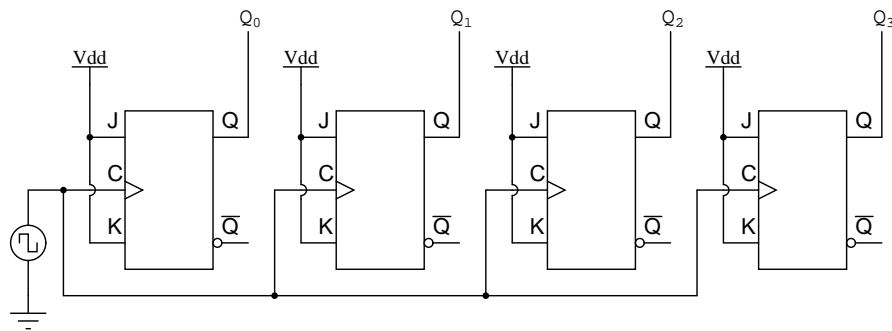 Q₀ Q₁ Q₂ Q₃
Vdd Vdd Vdd Vdd
J Q J Q J Q J Q
C C C C
K Q̅ K Q̅ K Q̅ K Q̅